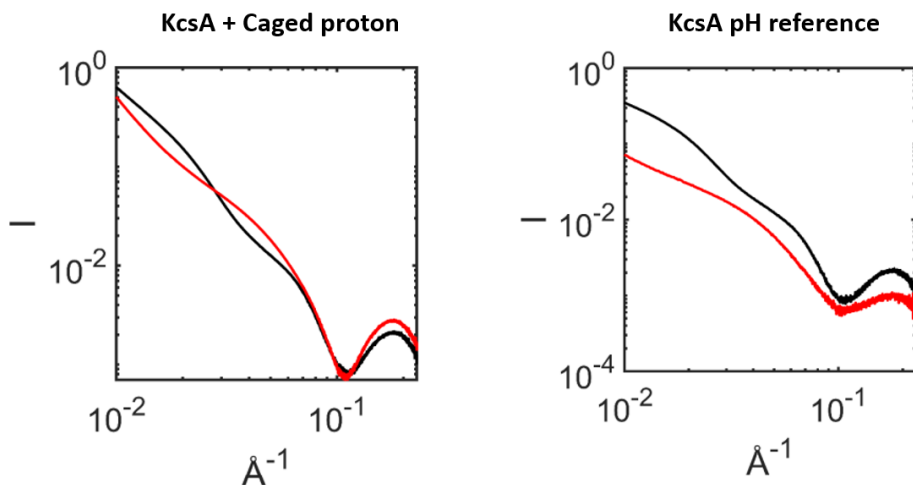 KcsA + Caged proton
10^0
10^-2
I
10^-2
10^-1
Å^-1
KcsA pH reference
10^0
10^-2
10^-4
I
10^-2
10^-1
Å^-1